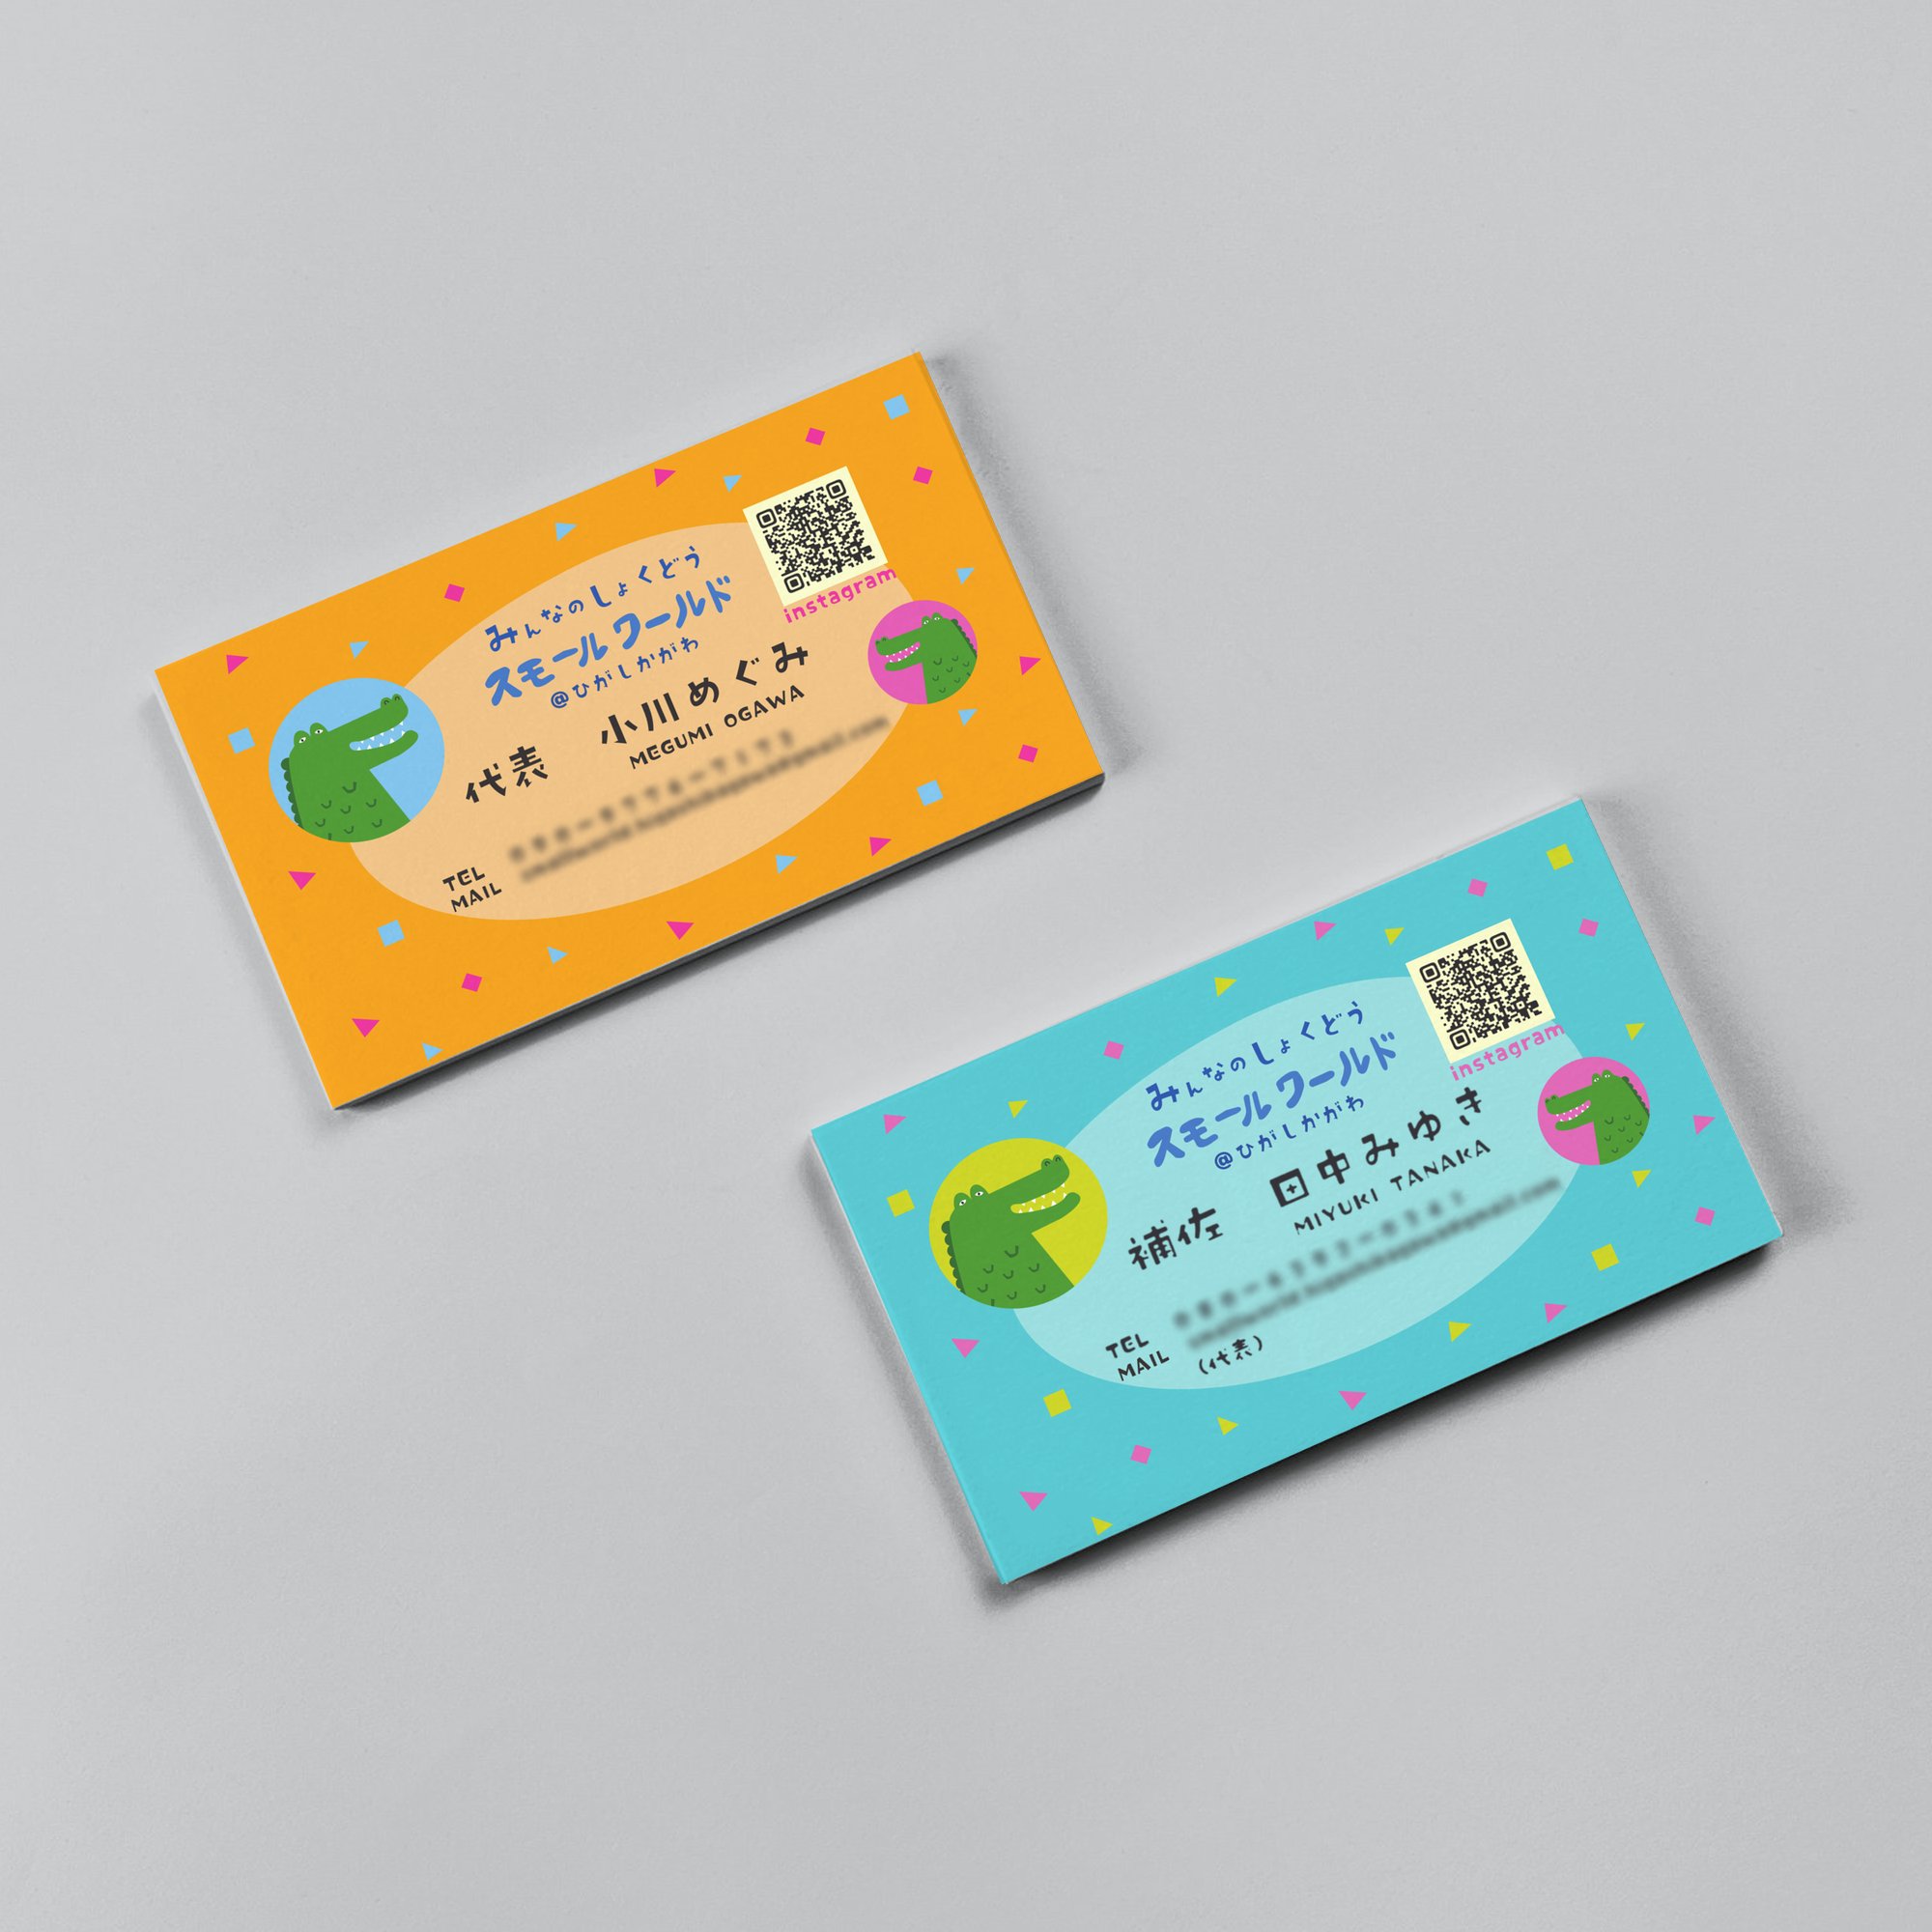 みんなのしょくどう
スモールワールド
@ひがしかがわ
instagram
代表 小川めぐみ
MEGUMI OGAWA
TEL
MAIL
みんなのしょくどう
スモールワールド
@ひがしかがわ
instagram
補佐 田中みゆき
MIYUKI TANAKA
TEL
MAIL
(代表)